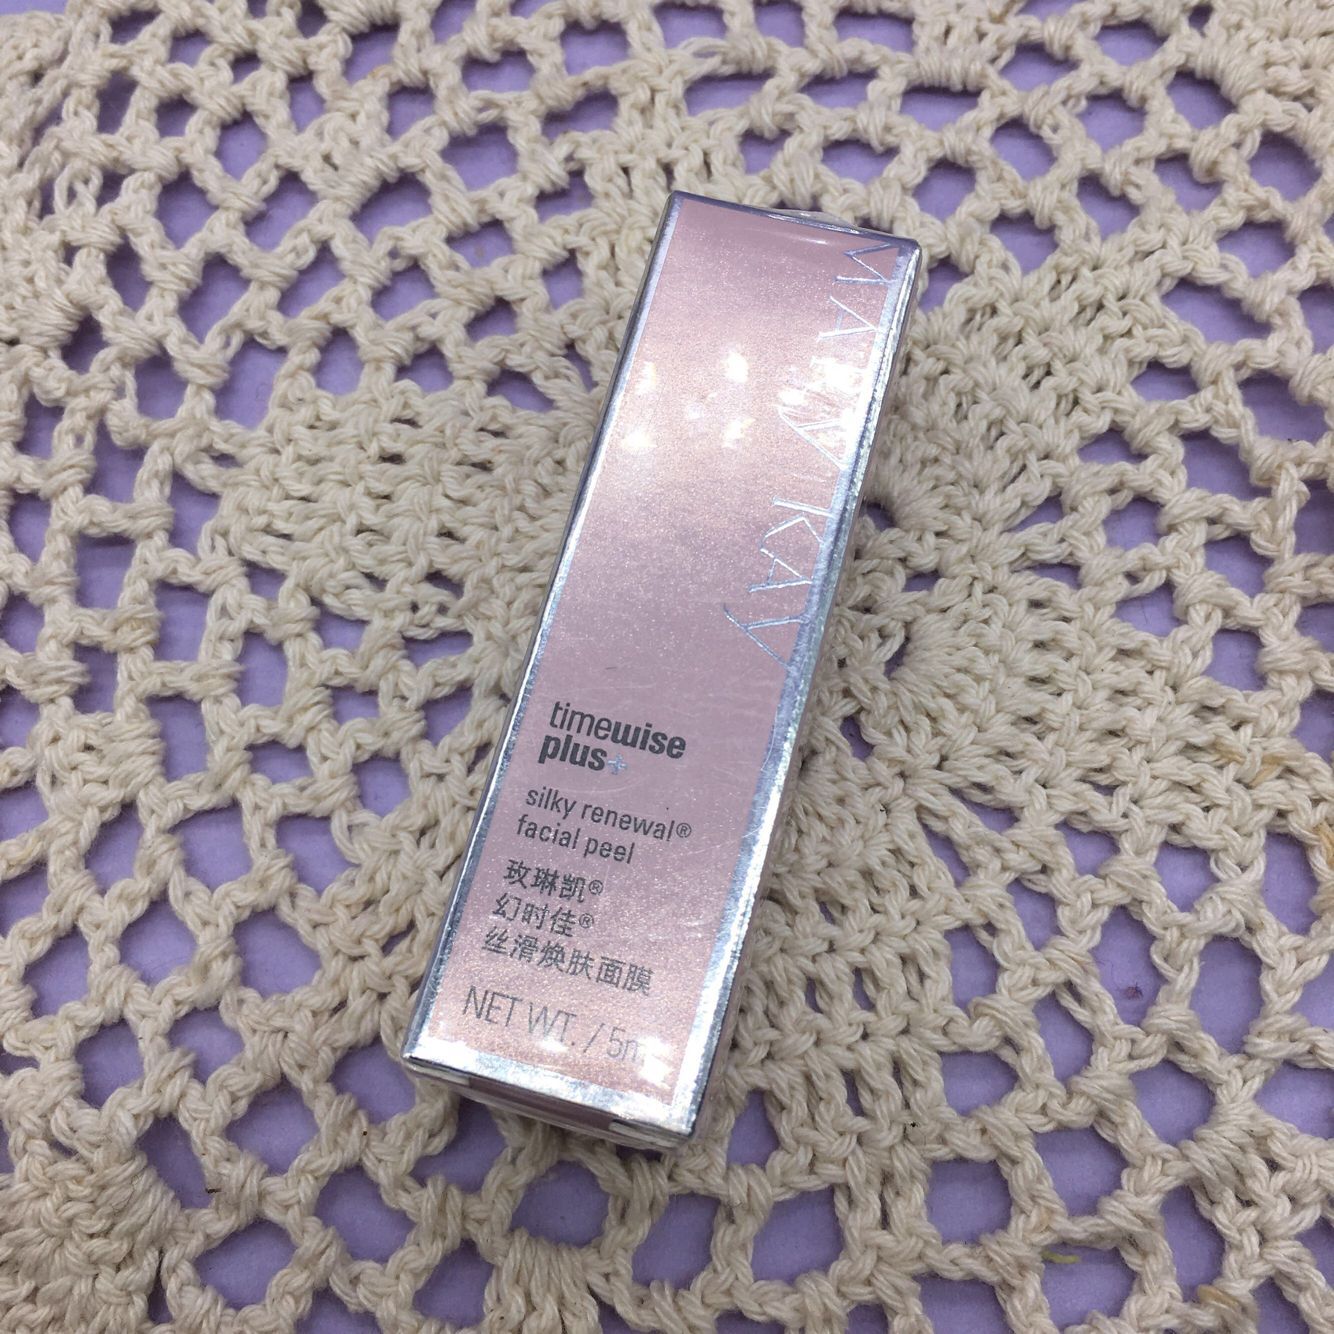 MARY KAY
timewise
plus+
silky renewal®
facial peel
玫琳凯®
幻时佳®
丝滑焕肤面膜
NET WT. / 5m